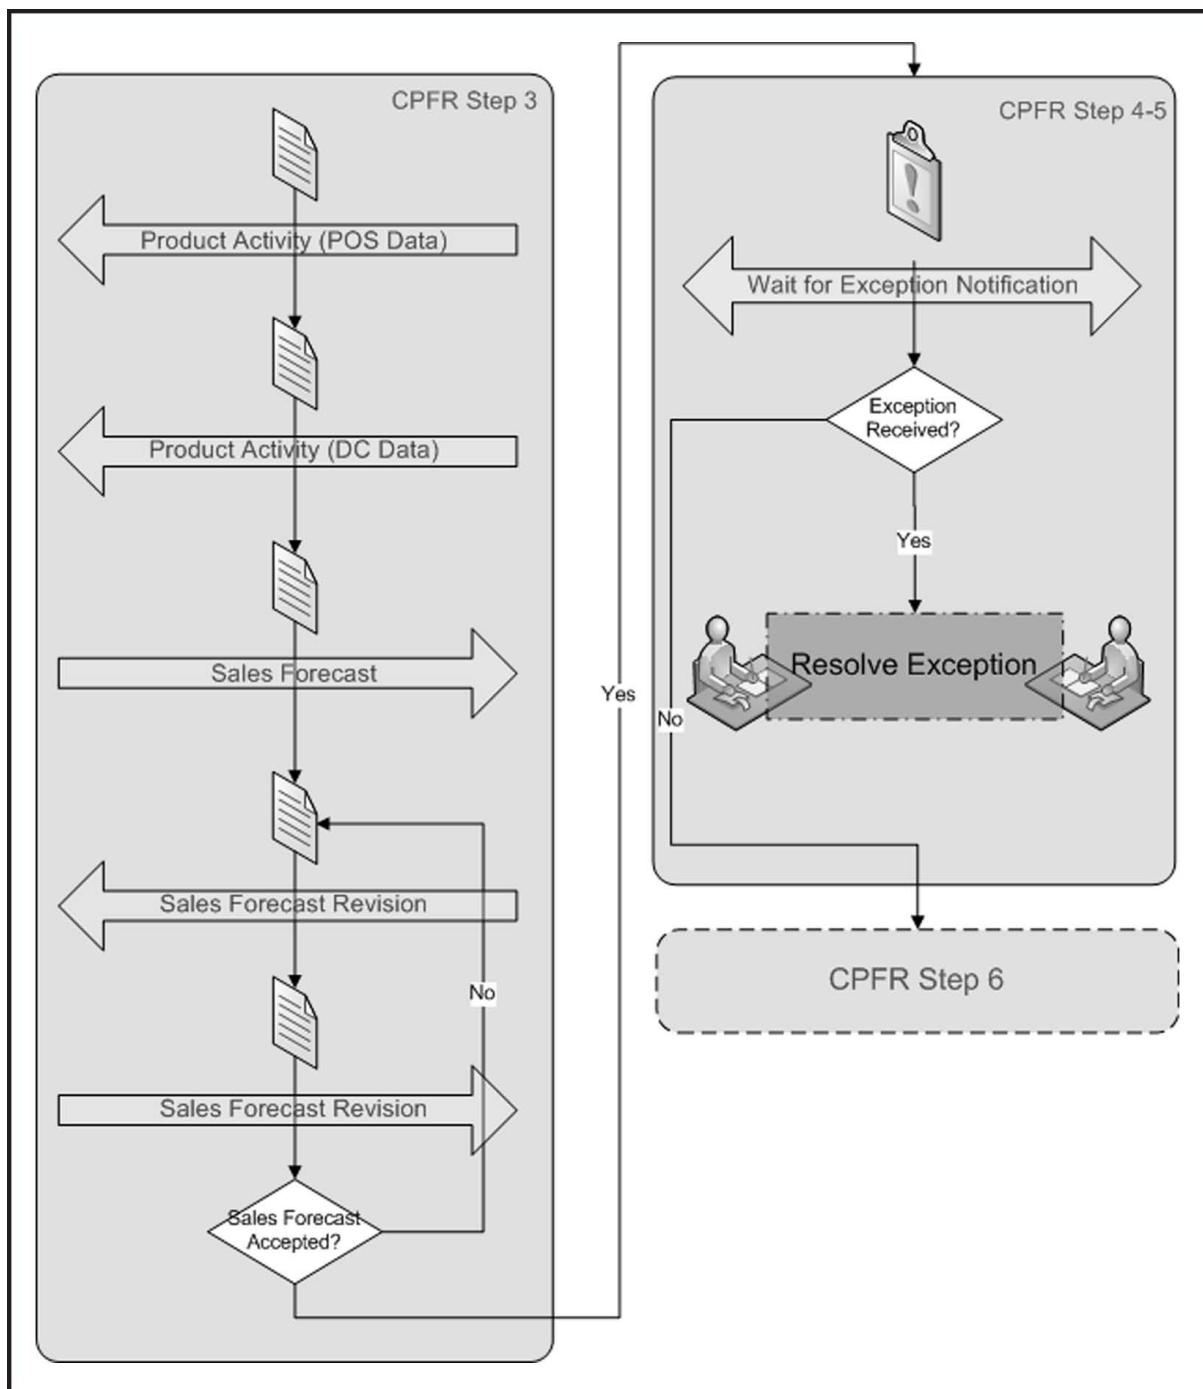 CPFR Step 3
Product Activity (POS Data)
Product Activity (DC Data)
Sales Forecast
Sales Forecast Revision
No
Sales Forecast Revision
Sales Forecast
Accepted?
Yes
CPFR Step 4-5
Wait for Exception Notification
Exception
Received?
Yes
Resolve Exception
No
CPFR Step 6